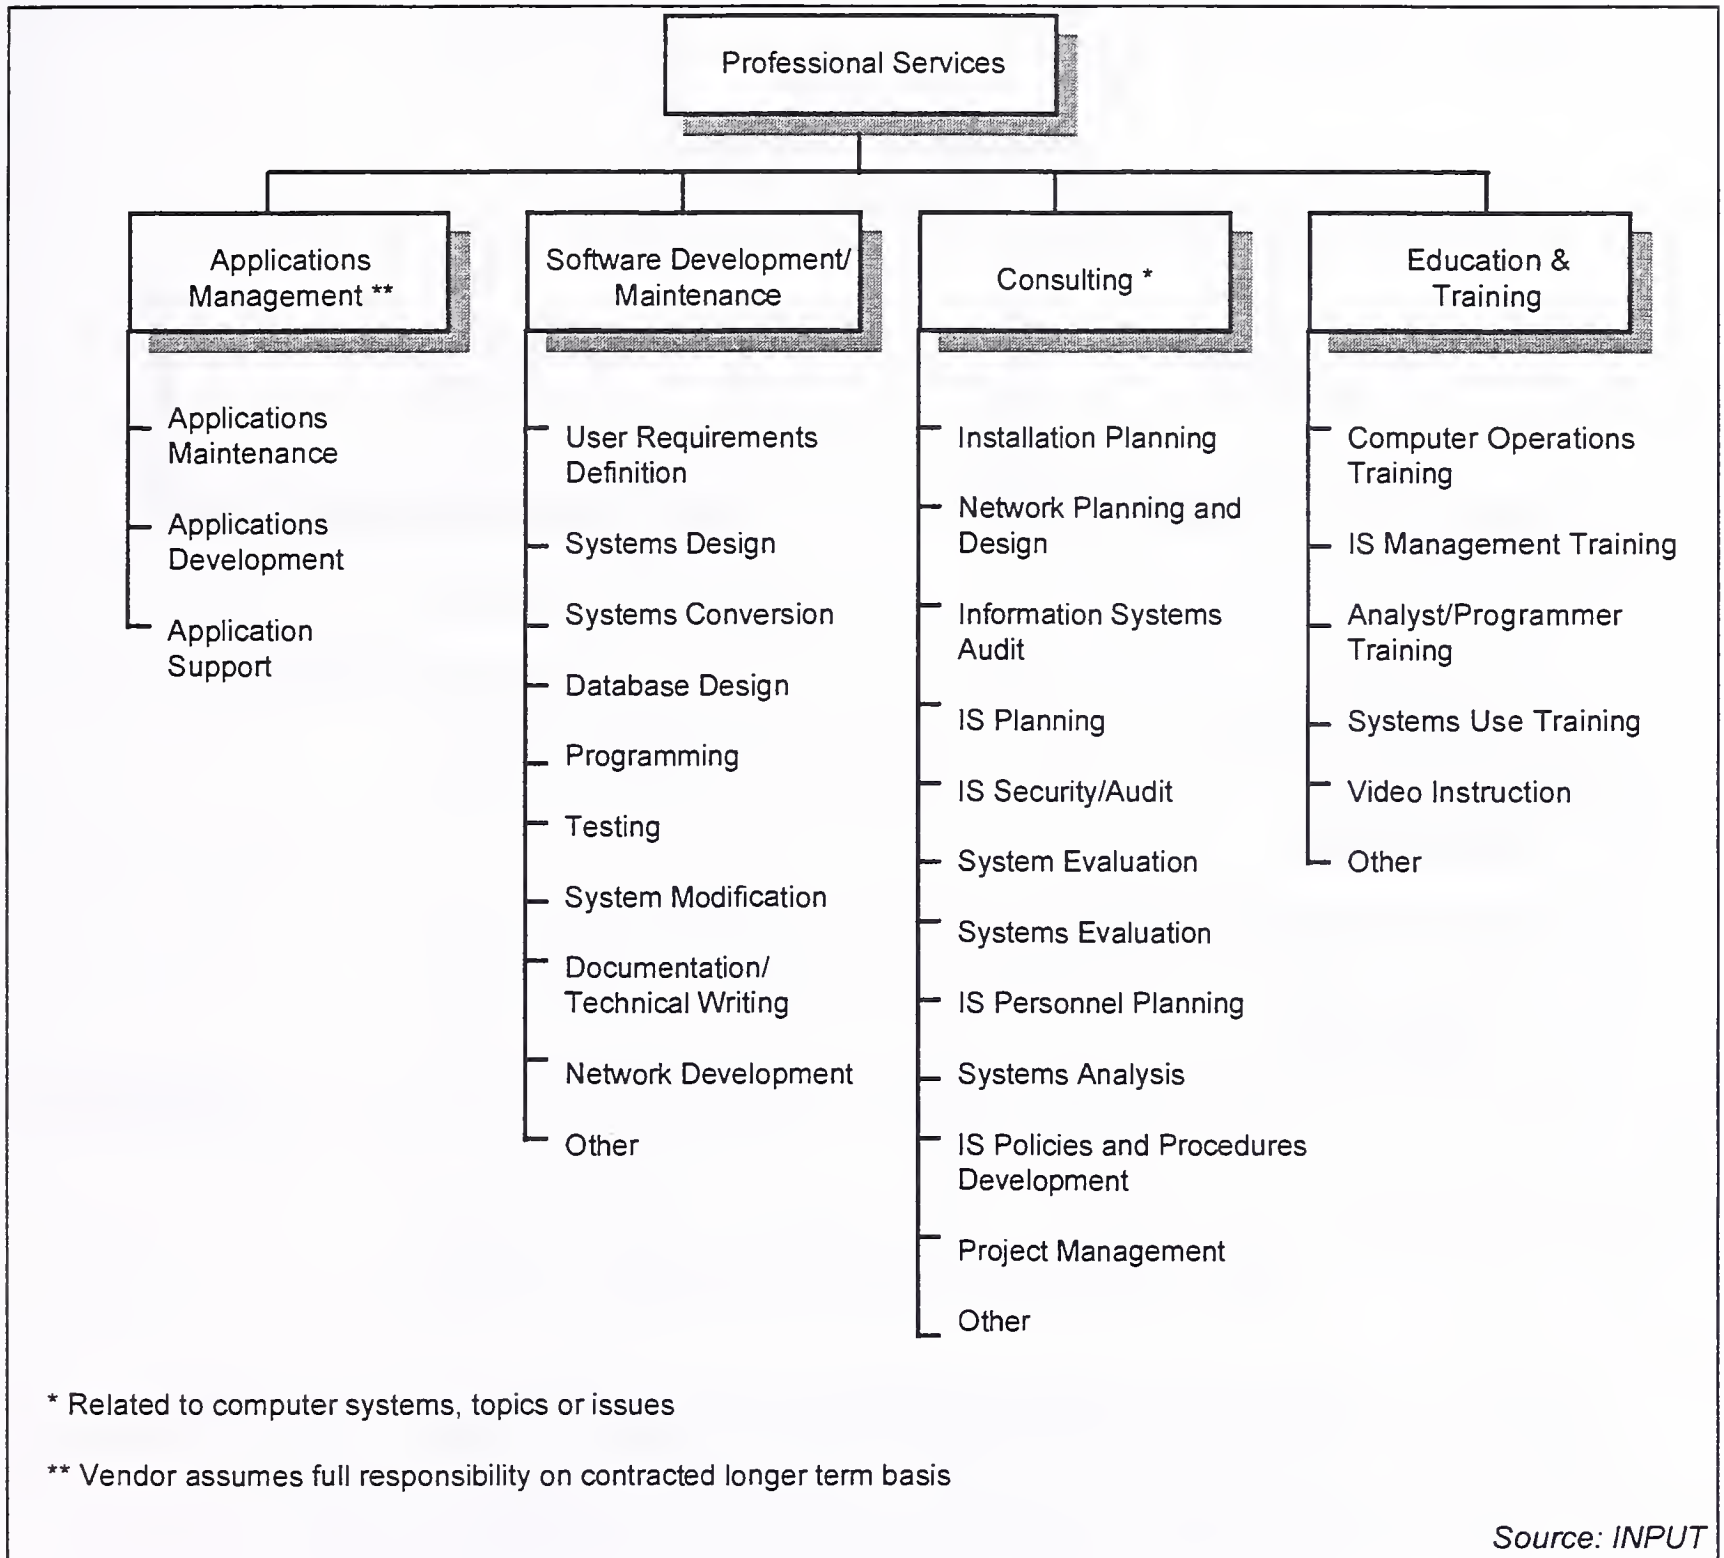 Professional Services
Applications
Management **
Applications
Maintenance
Applications
Development
Application
Support
Software Development/
Maintenance
User Requirements
Definition
Systems Design
Systems Conversion
Database Design
Programming
Testing
System Modification
Documentation/
Technical Writing
Network Development
Other
Consulting *
Installation Planning
Network Planning and
Design
Information Systems
Audit
IS Planning
IS Security/Audit
System Evaluation
Systems Evaluation
IS Personnel Planning
Systems Analysis
IS Policies and Procedures
Development
Project Management
Other
Education &
Training
Computer Operations
Training
IS Management Training
Analyst/Programmer
Training
Systems Use Training
Video Instruction
Other
* Related to computer systems, topics or issues
** Vendor assumes full responsibility on contracted longer term basis
Source: INPUT